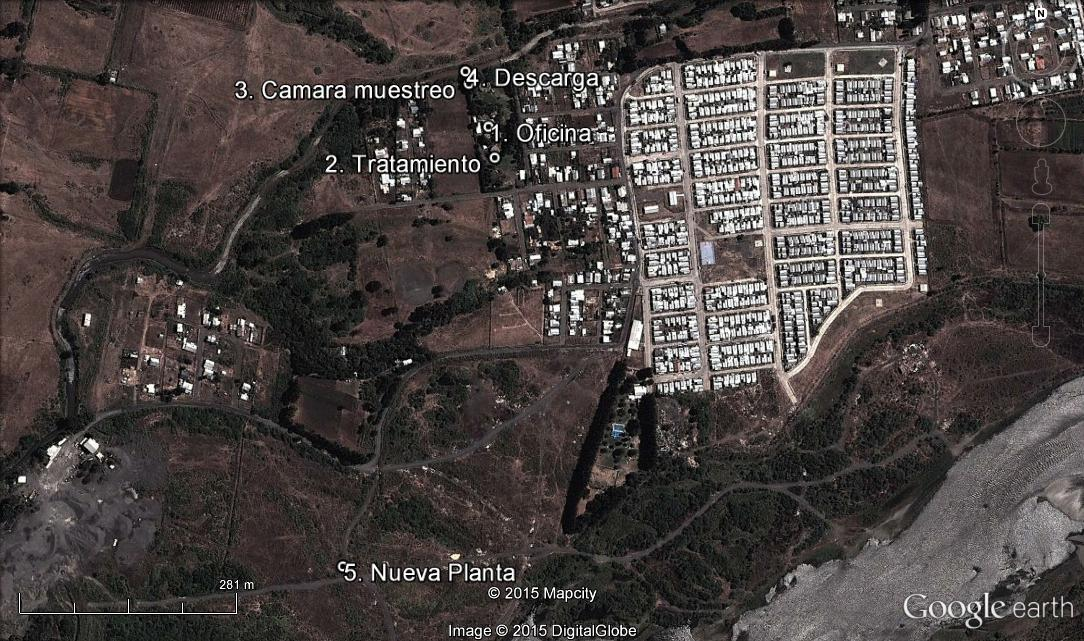 N
3. Camara muestreo
4. Descarga
1. Oficina
2. Tratamiento
281 m
5. Nueva Planta
© 2015 Mapcity
Google earth
Image © 2015 DigitalGlobe